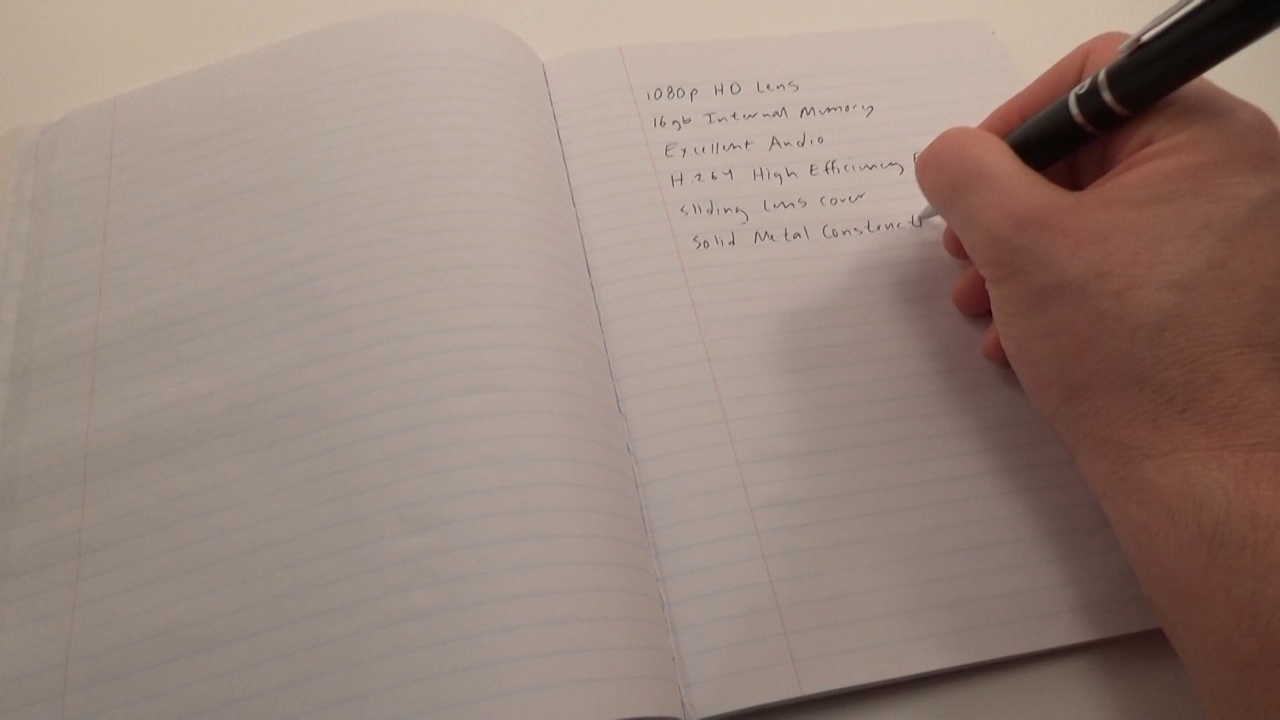 1080p HD Lens
16gb Internal Memory
Excellent Audio
H.264 High Efficiency
Sliding Lens cover
Solid Metal Construct